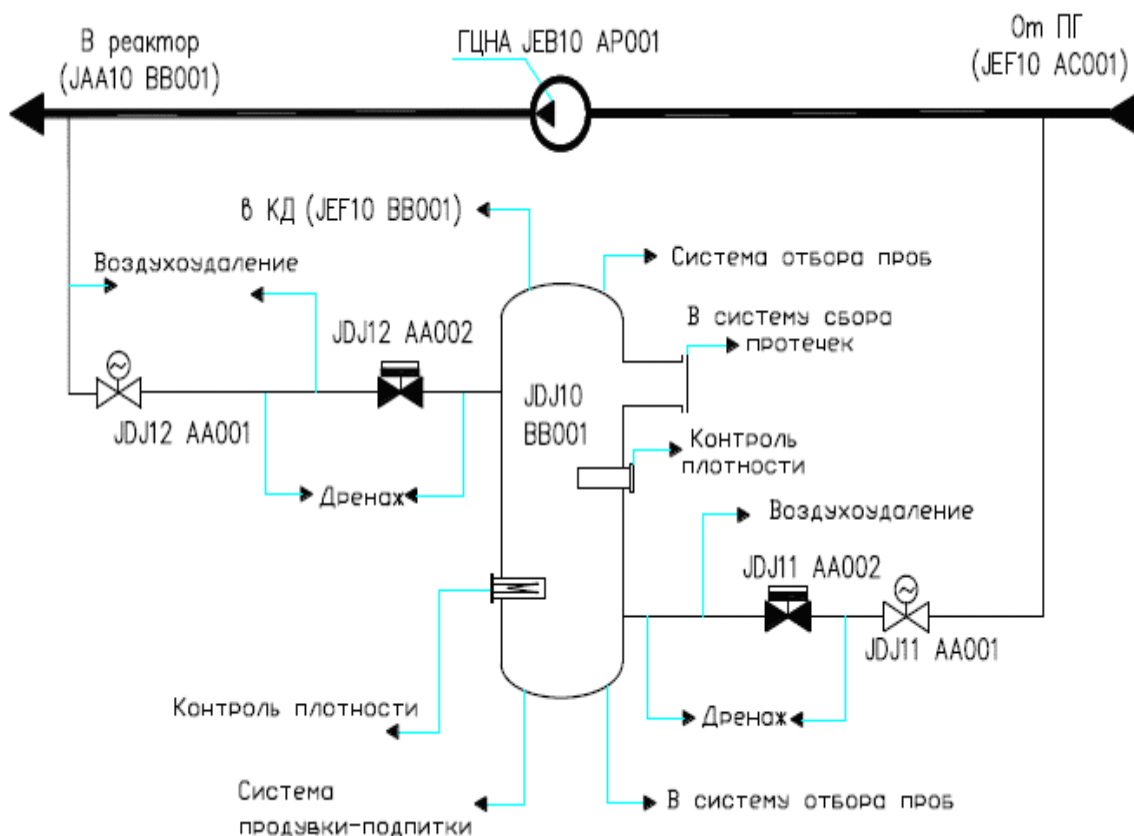 В реактор
(JAA10 BB001)
ГЦНА JEB10 AP001
От ПГ
(JEF10 AC001)
в КД (JEF10 BB001)
Воздухоудаление
Система отбора проб
JDJ12 AA002
В систему сбора
протечек
JDJ12 AA001
JDJ10
BB001
Контроль
плотности
Дренаж
Воздухоудаление
JDJ11 AA002
JDJ11 AA001
Контроль плотности
Дренаж
Система
продувки-подпитки
В систему отбора проб